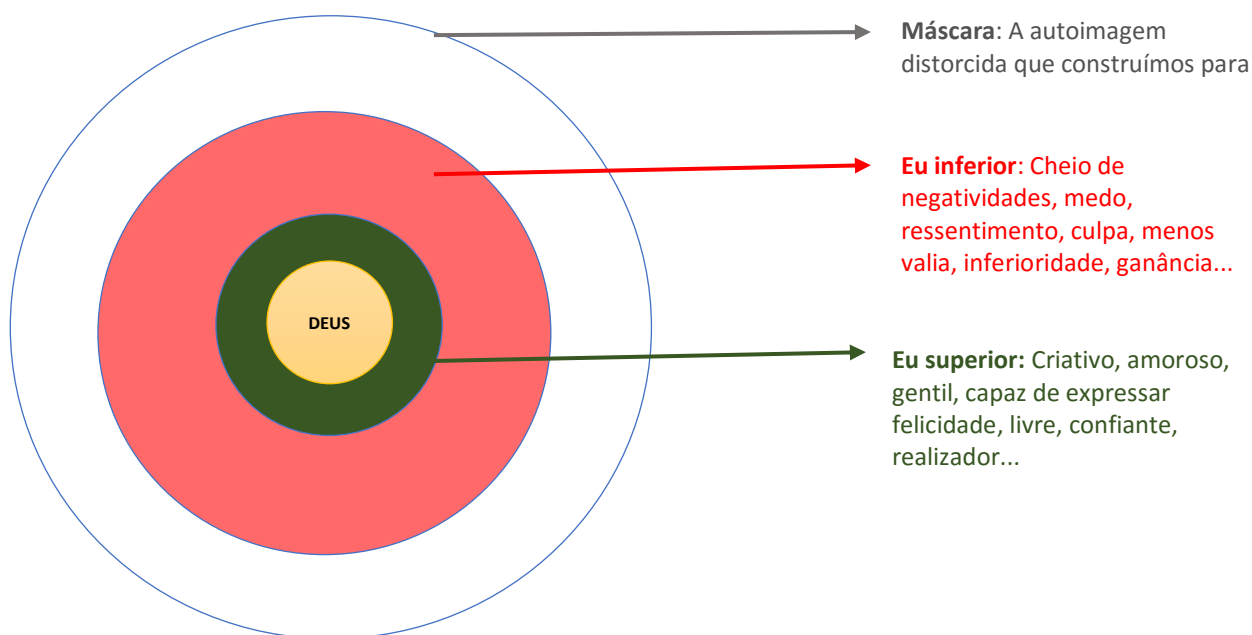 Máscara: A autoimagem
distorcida que construímos para
Eu inferior: Cheio de
negatividades, medo,
ressentimento, culpa, menos
valia, inferioridade, ganância...
DEUS
Eu superior: Criativo, amoroso,
gentil, capaz de expressar
felicidade, livre, confiante,
realizador...